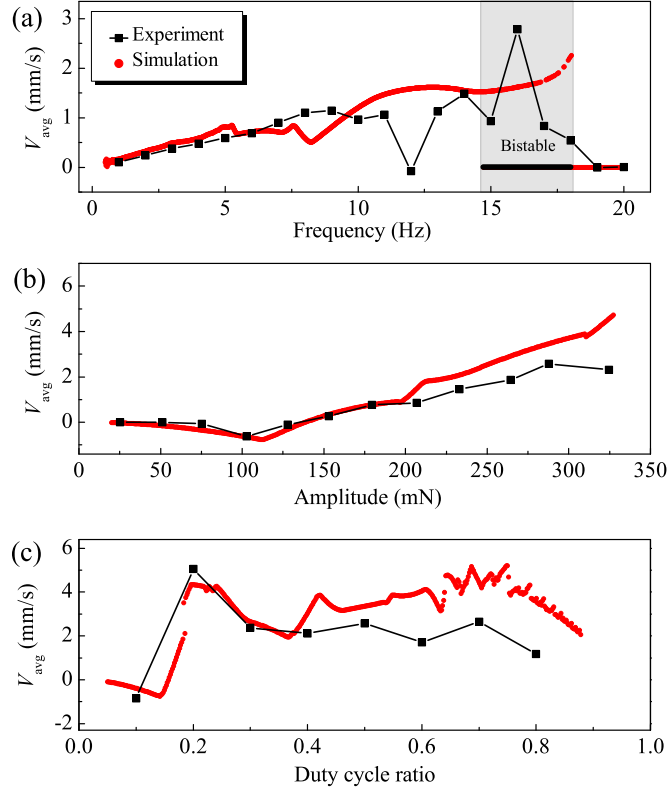 (a)
3
2
1
0
V_avg (mm/s)
Experiment
Simulation
Bistable
0 5 10 15 20
Frequency (Hz)
(b)
6
4
2
0
V_avg (mm/s)
0 50 100 150 200 250 300 350
Amplitude (mN)
(c)
6
4
2
0
-2
V_avg (mm/s)
0.0 0.2 0.4 0.6 0.8 1.0
Duty cycle ratio